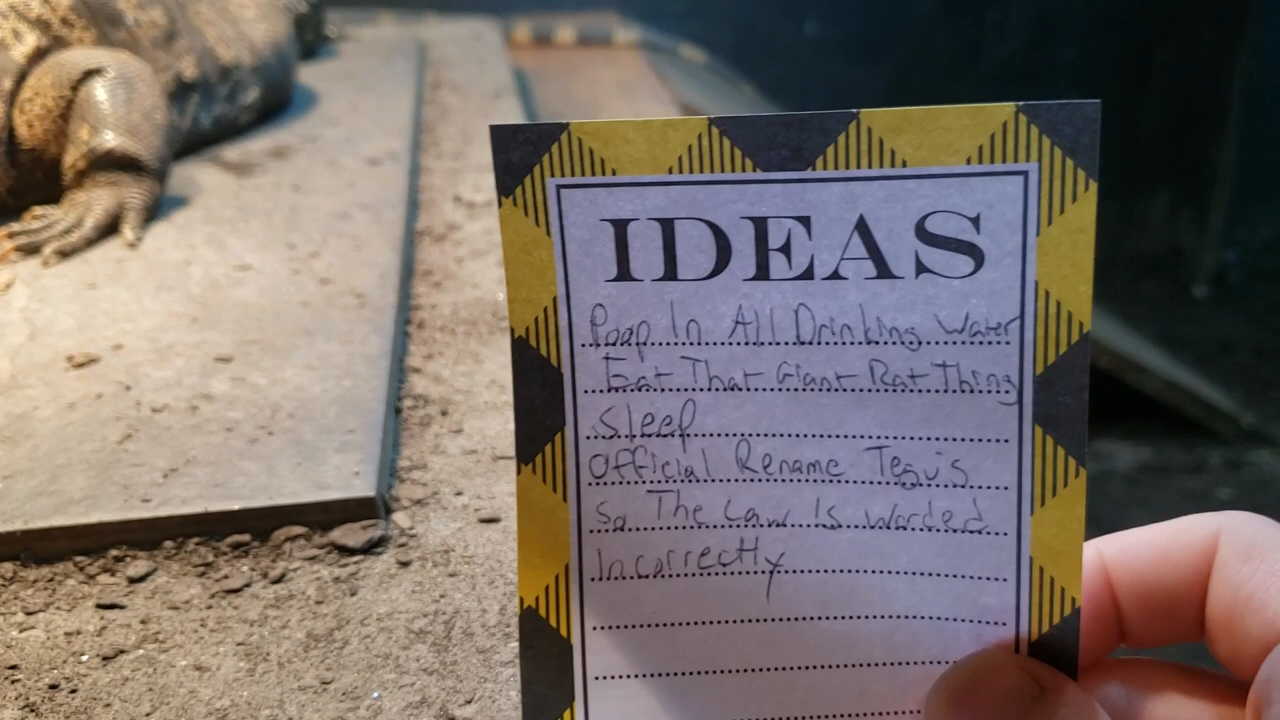 IDEAS
Poop In All Drinking Water
Eat That Giant Rat Thing
Sleep
Official Rename Tegu's
So The Law Is Worded
Incorrectly